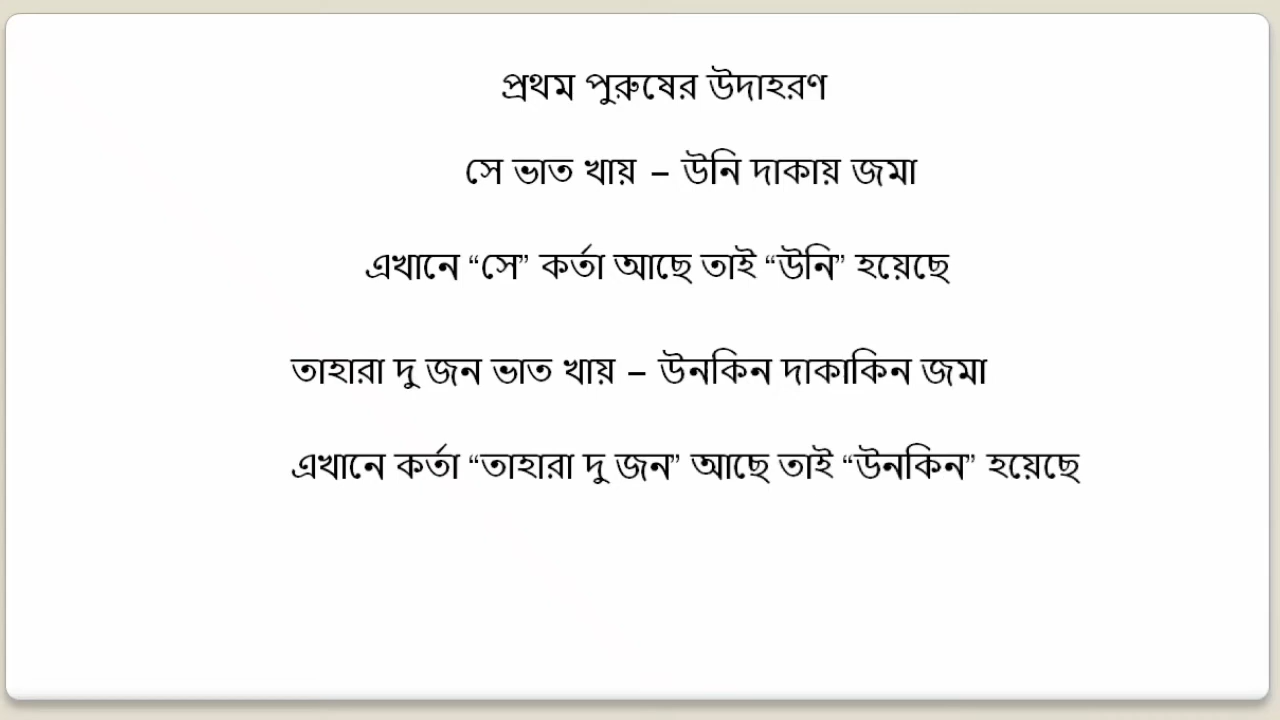 প্রথম পুরুষের উদাহরণ
সে ভাত খায় – উনি দাকায় জমা
এখানে “সে” কর্তা আছে তাই “উনি” হয়েছে
তাহারা দু জন ভাত খায় – উনকিন দাকাকিন জমা
এখানে কর্তা “তাহারা দু জন” আছে তাই “উনকিন” হয়েছে